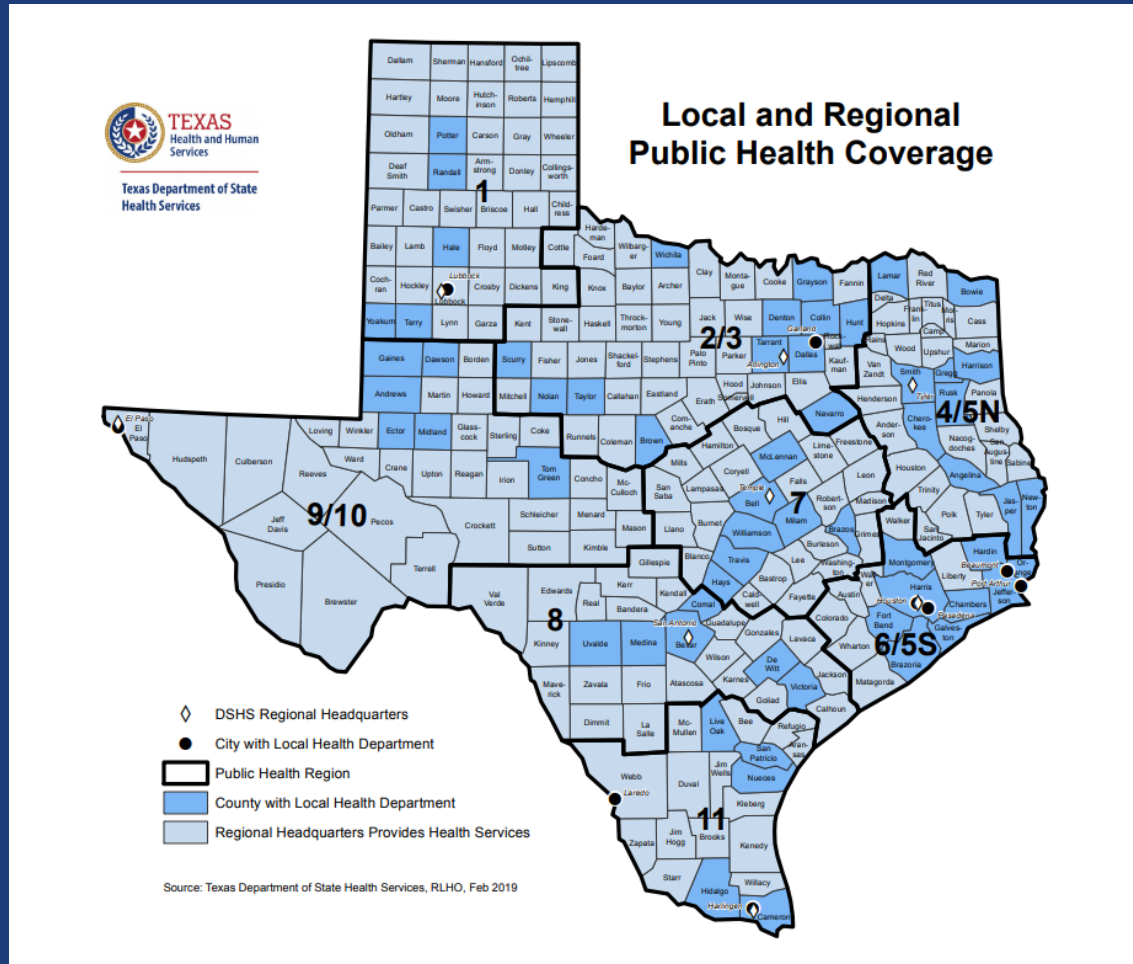 TEXAS
Health and Human
Services
Texas Department of State
Health Services
Local and Regional
Public Health Coverage
Dallam
Sherman
Hansford
Ochil-
tree
Lipscomb
Hartley
Moore
Hutch-
inson
Roberts
Hemphill
Oldham
Potter
Carson
Gray
Wheeler
Deaf
Smith
Randall
Arm-
strong
Donley
Collings-
worth
1
Parmer
Castro
Swisher
Briscoe
Hall
Child-
ress
Bailey
Lamb
Hale
Floyd
Motley
Cottle
Harde-
man
Foard
Wilbarg-
er
Wichita
Coch-
ran
Hockley
Lubbock
Lubbock
Crosby
Dickens
King
Knox
Baylor
Archer
Clay
Monta-
gue
Cooke
Grayson
Fannin
Lamar
Red
River
Bowie
Yoakum
Terry
Lynn
Garza
Kent
Stone-
wall
Haskell
Throck-
morton
Young
Jack
Wise
Denton
Collin
Hunt
Delta
Hopkins
Frank-
lin
Titus
Mor-
ris
Cass
Camp
2/3
Garland
Rock-
wall
Rains
Wood
Upshur
Marion
Gaines
Dawson
Borden
Scurry
Fisher
Jones
Shackel-
ford
Stephens
Palo
Pinto
Parker
Tarrant
Arlington
Dallas
Kauf-
man
Van
Zandt
Smith
Tyler
Gregg
Harrison
Andrews
Martin
Howard
Mitchell
Nolan
Taylor
Callahan
Eastland
Erath
Hood
Somervell
Johnson
Ellis
Henderson
Rusk
Panola
4/5N
El Paso
El
Paso
Hudspeth
Culberson
Loving
Winkler
Ector
Midland
Glass-
cock
Sterling
Coke
Runnels
Coleman
Brown
Com-
anche
Bosque
Hill
Navarro
Ander-
son
Chero-
kee
Nacog-
doches
Shelby
San
Augus-
tine
Sabine
Reeves
Ward
Crane
Upton
Reagan
Irion
Tom
Green
Concho
Mc-
Culloch
San
Saba
Mills
Hamilton
Coryell
McLennan
Lime-
stone
Freestone
Leon
Houston
Angelina
Trinity
Jas-
per
New-
ton
Lampasas
Temple
Bell
Falls
7
Robert-
son
Madison
Walker
Polk
Tyler
San
Jacinto
Jeff
Davis
9/10
Pecos
Crockett
Schleicher
Menard
Mason
Llano
Burnet
Williamson
Milam
Brazos
Grimes
Burleson
Sutton
Kimble
Gillespie
Blanco
Travis
Lee
Washing-
ton
Wal-
er
Montgomery
Hardin
Liberty
Beaumont
Or-
ange
Port Arthur
Jeffer-
son
Presidio
Brewster
Terrell
Val
Verde
Edwards
Kerr
Kendall
Hays
Bastrop
Cald-
well
Fayette
Austin
Harris
Houston
Pasadena
Chambers
Real
Bandera
Comal
Guadalupe
Gonzales
Lavaca
Colorado
Fort
Bend
Galves-
ton
8
6/5S
Kinney
Uvalde
Medina
San Antonio
Bexar
Wilson
De
Witt
Jackson
Wharton
Brazoria
Matagorda
Mave-
rick
Zavala
Frio
Atascosa
Karnes
Goliad
Victoria
Calhoun
Dimmit
La
Salle
Mc-
Mullen
Live
Oak
Bee
Refugio
Aran-
sas
San
Patricio
Webb
Laredo
Duval
Jim
Wells
Nueces
Kleberg
11
Zapata
Jim
Hogg
Brooks
Kenedy
Starr
Hidalgo
Willacy
Harlingen
Cameron
DSHS Regional Headquarters
City with Local Health Department
Public Health Region
County with Local Health Department
Regional Headquarters Provides Health Services
Source: Texas Department of State Health Services, RLHO, Feb 2019